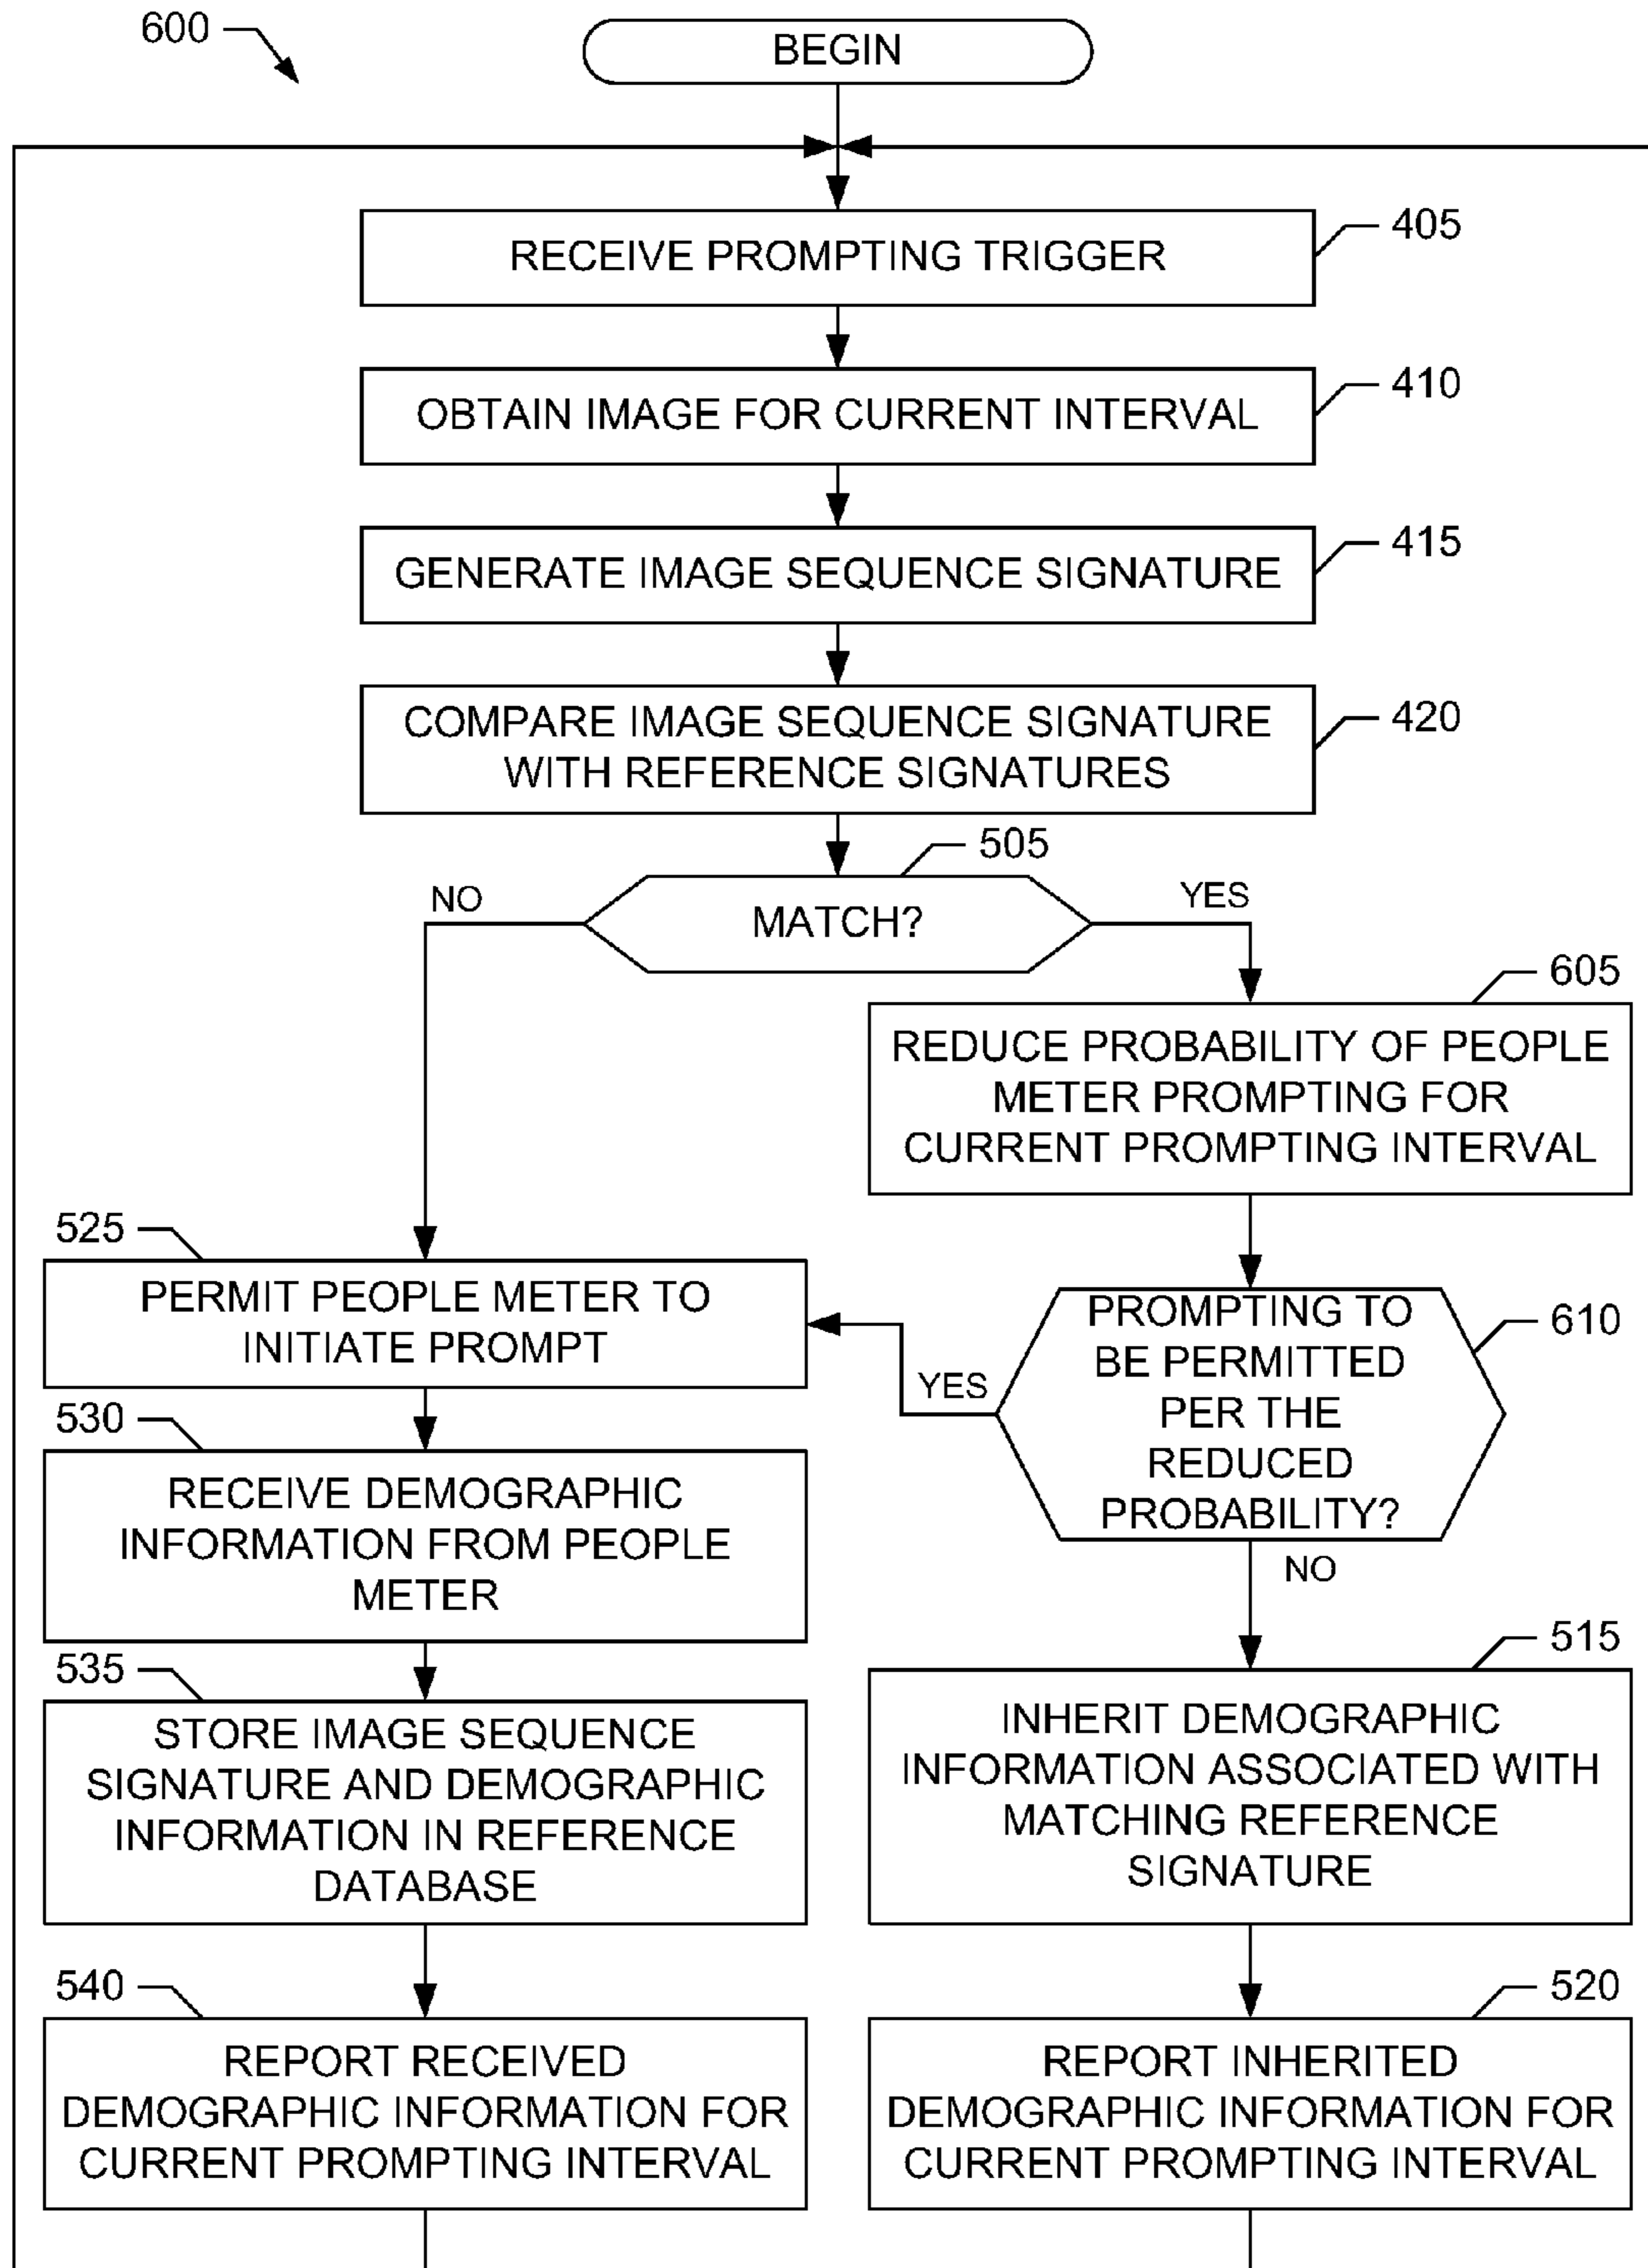 600
BEGIN
RECEIVE PROMPTING TRIGGER
405
OBTAIN IMAGE FOR CURRENT INTERVAL
410
GENERATE IMAGE SEQUENCE SIGNATURE
415
COMPARE IMAGE SEQUENCE SIGNATURE
WITH REFERENCE SIGNATURES
420
505
MATCH?
NO
YES
605
REDUCE PROBABILITY OF PEOPLE
METER PROMPTING FOR
CURRENT PROMPTING INTERVAL
610
PROMPTING TO
BE PERMITTED
PER THE
REDUCED
PROBABILITY?
YES
NO
525
PERMIT PEOPLE METER TO
INITIATE PROMPT
530
RECEIVE DEMOGRAPHIC
INFORMATION FROM PEOPLE
METER
535
STORE IMAGE SEQUENCE
SIGNATURE AND DEMOGRAPHIC
INFORMATION IN REFERENCE
DATABASE
540
REPORT RECEIVED
DEMOGRAPHIC INFORMATION FOR
CURRENT PROMPTING INTERVAL
515
INHERIT DEMOGRAPHIC
INFORMATION ASSOCIATED WITH
MATCHING REFERENCE
SIGNATURE
520
REPORT INHERITED
DEMOGRAPHIC INFORMATION FOR
CURRENT PROMPTING INTERVAL